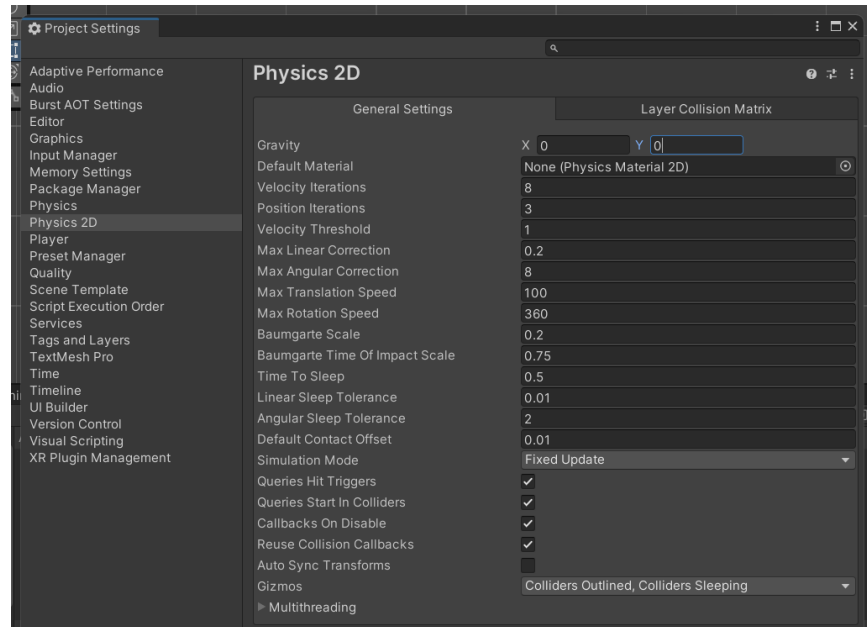 Project Settings
Adaptive Performance
Audio
Burst AOT Settings
Editor
Graphics
Input Manager
Memory Settings
Package Manager
Physics
Physics 2D
Player
Preset Manager
Quality
Scene Template
Script Execution Order
Services
Tags and Layers
TextMesh Pro
Time
Timeline
UI Builder
Version Control
Visual Scripting
XR Plugin Management
Physics 2D
General Settings Layer Collision Matrix
Gravity X 0 Y 0
Default Material None (Physics Material 2D)
Velocity Iterations 8
Position Iterations 3
Velocity Threshold 1
Max Linear Correction 0.2
Max Angular Correction 8
Max Translation Speed 100
Max Rotation Speed 360
Baumgarte Scale 0.2
Baumgarte Time Of Impact Scale 0.75
Time To Sleep 0.5
Linear Sleep Tolerance 0.01
Angular Sleep Tolerance 2
Default Contact Offset 0.01
Simulation Mode Fixed Update
Queries Hit Triggers
Queries Start In Colliders
Callbacks On Disable
Reuse Collision Callbacks
Auto Sync Transforms
Gizmos Colliders Outlined, Colliders Sleeping
Multithreading